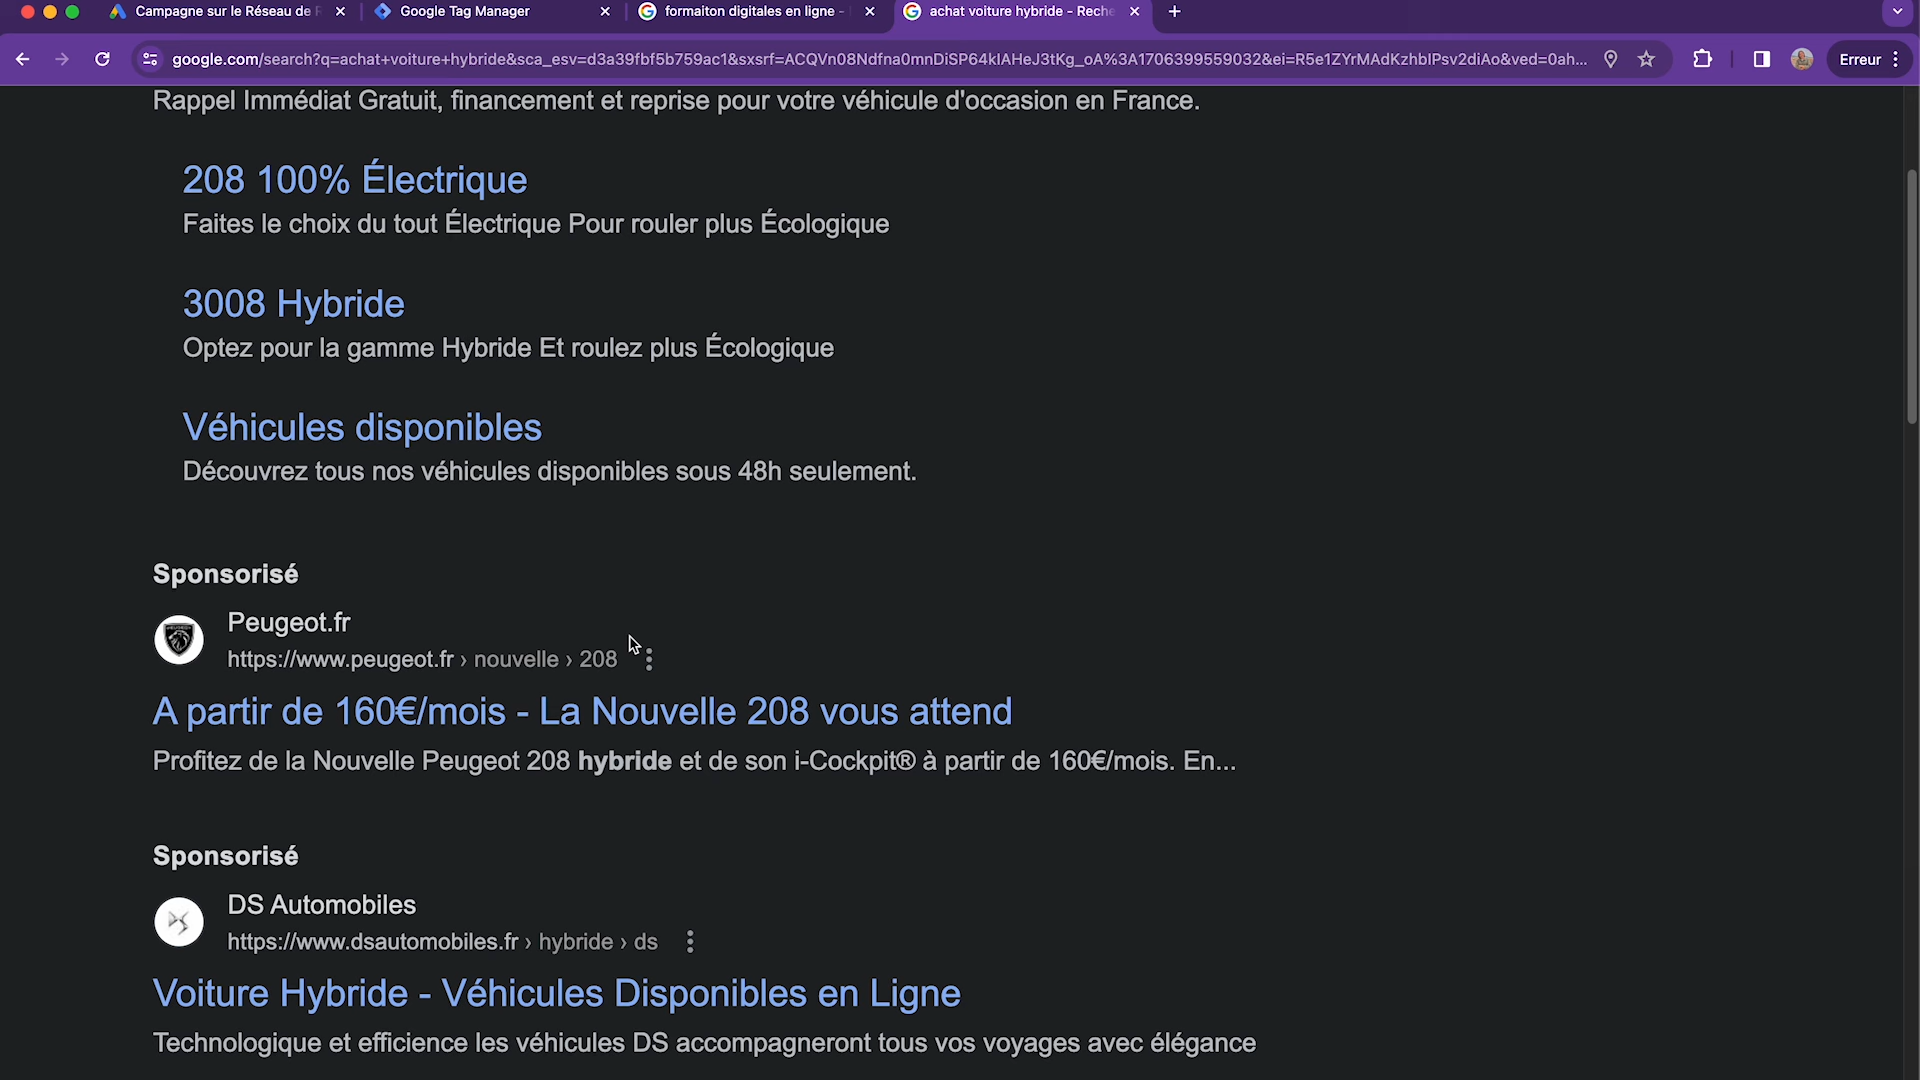 Campagne sur le Réseau de
Google Tag Manager
formaiton digitales en ligne -
achat voiture hybride - Reche
google.com/search?q=achat+voiture+hybride&sca_esv=d3a39fbf5b759ac1&sxsrf=ACQVn08Ndfna0mnDiSP64kIAHeJ3tKg_oA%3A1706399559032&ei=R5e1ZYrMAdKzhbIPsv2diAo&ved=0ah...
Erreur
Rappel Immédiat Gratuit, financement et reprise pour votre véhicule d'occasion en France.
208 100% Électrique
Faites le choix du tout Électrique Pour rouler plus Écologique
3008 Hybride
Optez pour la gamme Hybride Et roulez plus Écologique
Véhicules disponibles
Découvrez tous nos véhicules disponibles sous 48h seulement.
Sponsorisé
Peugeot.fr
https://www.peugeot.fr › nouvelle › 208
A partir de 160€/mois - La Nouvelle 208 vous attend
Profitez de la Nouvelle Peugeot 208 hybride et de son i-Cockpit® à partir de 160€/mois. En...
Sponsorisé
DS Automobiles
https://www.dsautomobiles.fr › hybride › ds
Voiture Hybride - Véhicules Disponibles en Ligne
Technologique et efficience les véhicules DS accompagneront tous vos voyages avec élégance